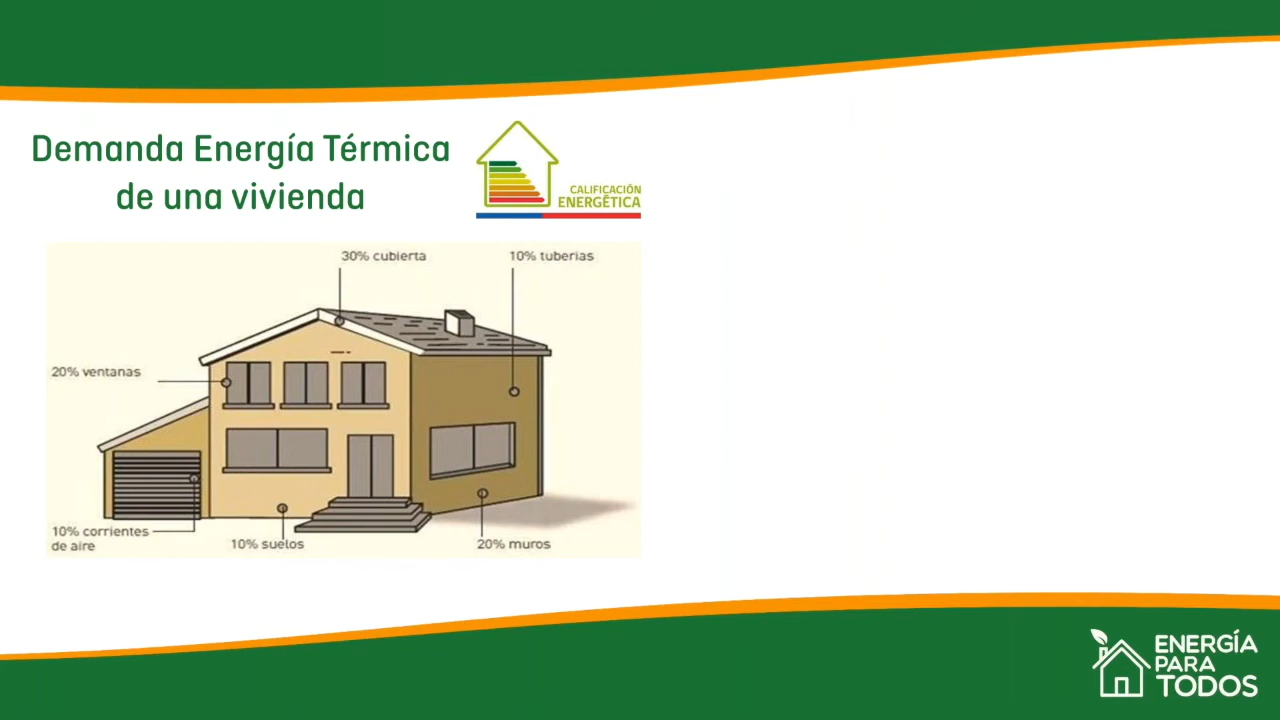 Demanda Energía Térmica
de una vivienda
CALIFICACIÓN
ENERGÉTICA
30% cubierta
10% tuberias
20% ventanas
10% corrientes
de aire
10% suelos
20% muros
ENERGÍA
PARA
TODOS